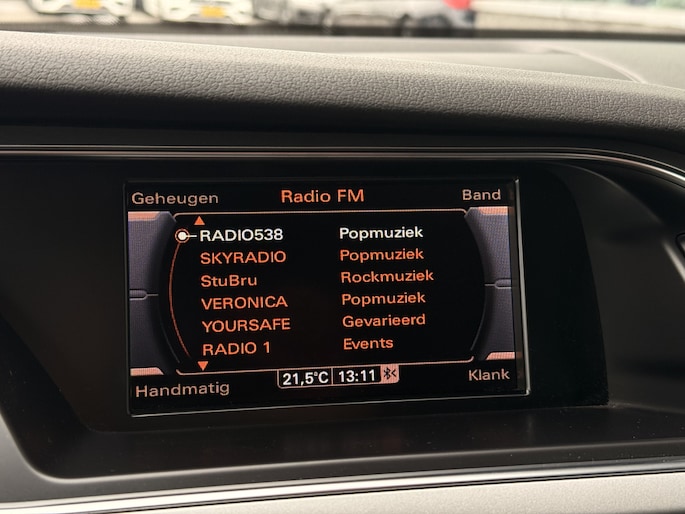 Geheugen Radio FM Band
RADIO538 Popmuziek
SKYRADIO Popmuziek
StuBru Rockmuziek
VERONICA Popmuziek
YOURSAFE Gevarieerd
RADIO 1 Events
Handmatig 21,5°C 13:11 Klank